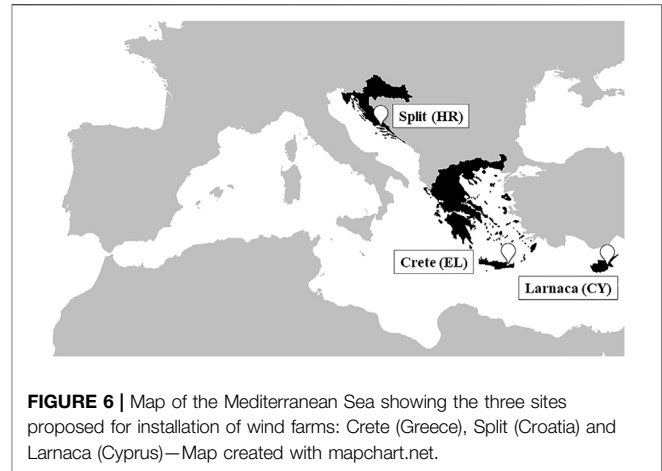 Split (HR)
Crete (EL)
Larnaca (CY)
FIGURE 6 | Map of the Mediterranean Sea showing the three sites
proposed for installation of wind farms: Crete (Greece), Split (Croatia) and
Larnaca (Cyprus)—Map created with mapchart.net.